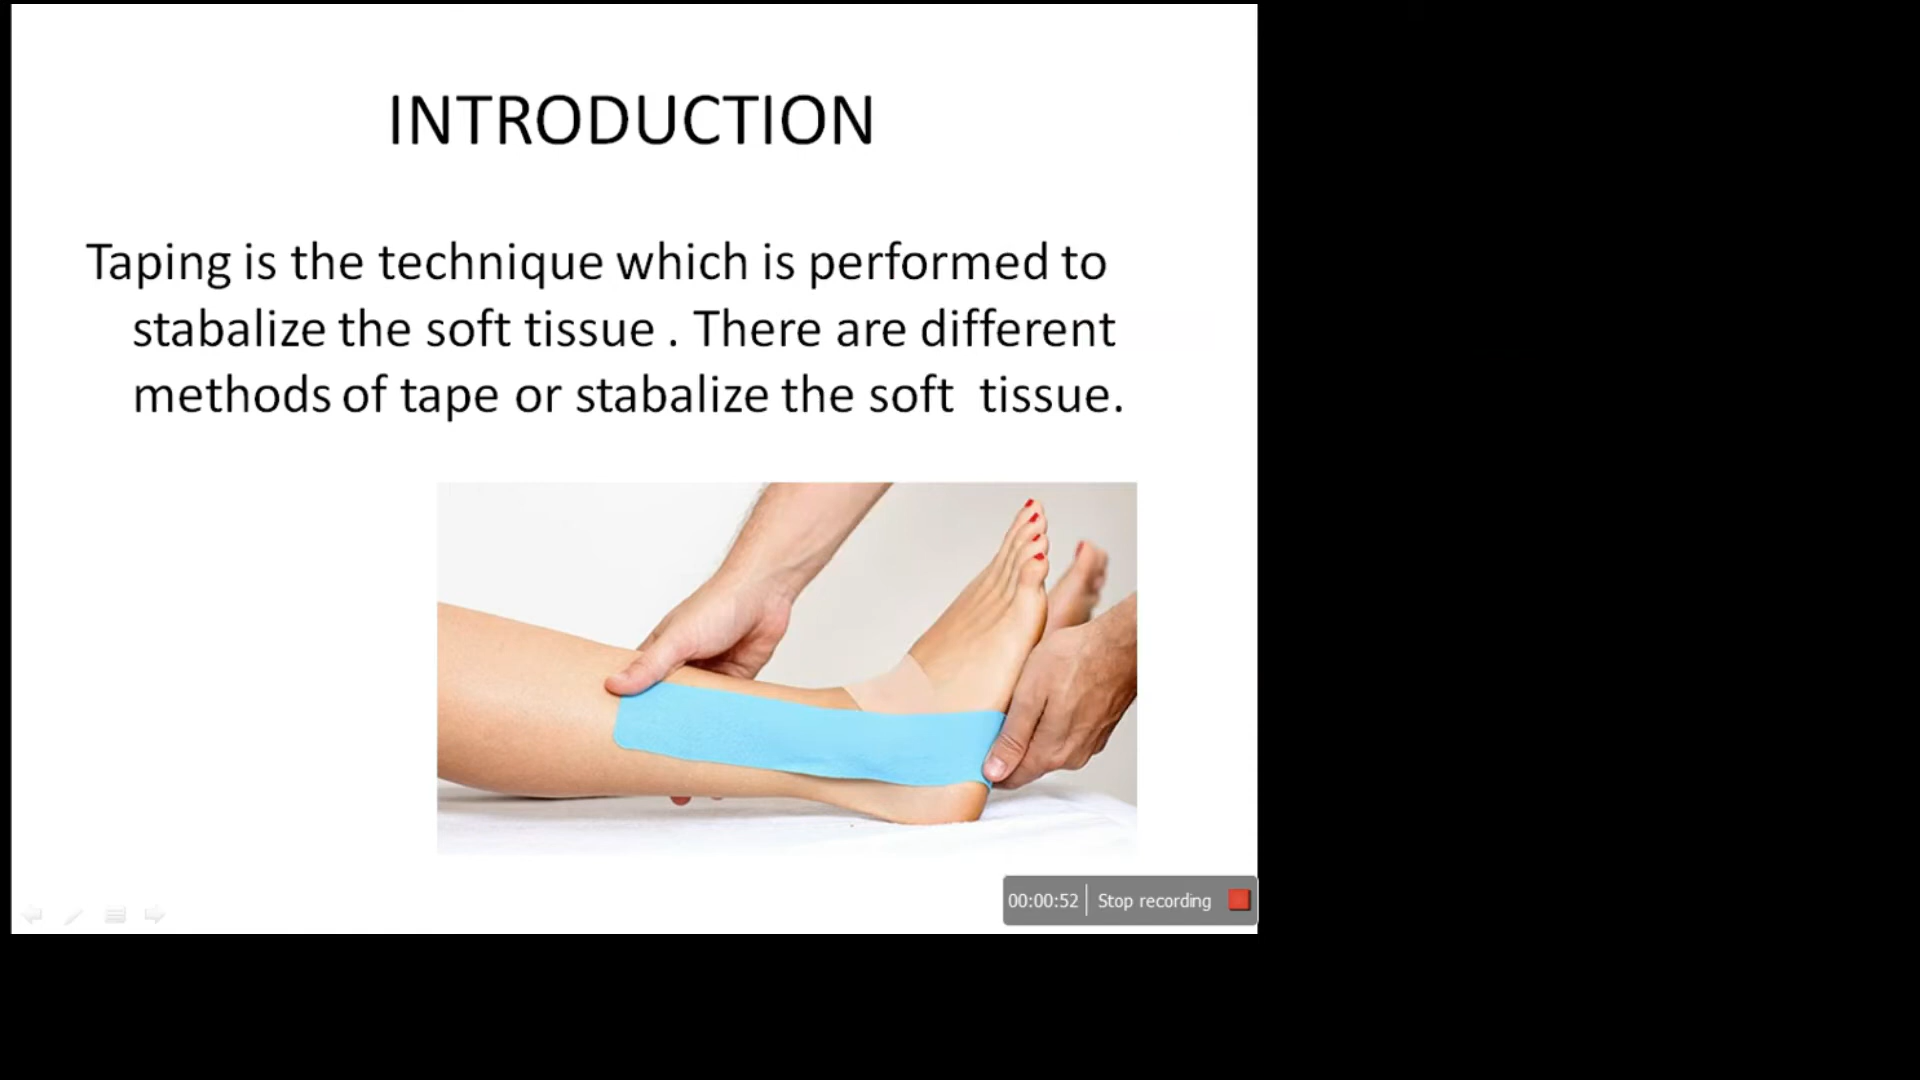 INTRODUCTION
Taping is the technique which is performed to
stabalize the soft tissue . There are different
methods of tape or stabalize the soft  tissue.
00:00:52 Stop recording